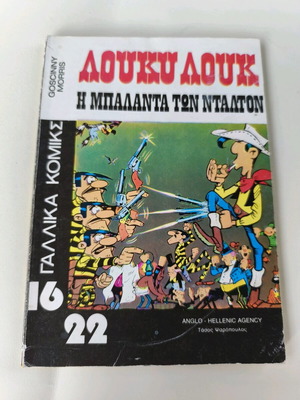 GOSCINNY
MORRIS
ΛΟΥΚΥ ΛΟΥΚ
Η ΜΠΑΛΑΝΤΑ ΤΩΝ ΝΤΑΛΤΟΝ
ΓΑΛΛΙΚΑ ΚΟΜΙΚΣ
16
22
ANGLO - HELLENIC AGENCY
Τάσος Ψαρόπουλος